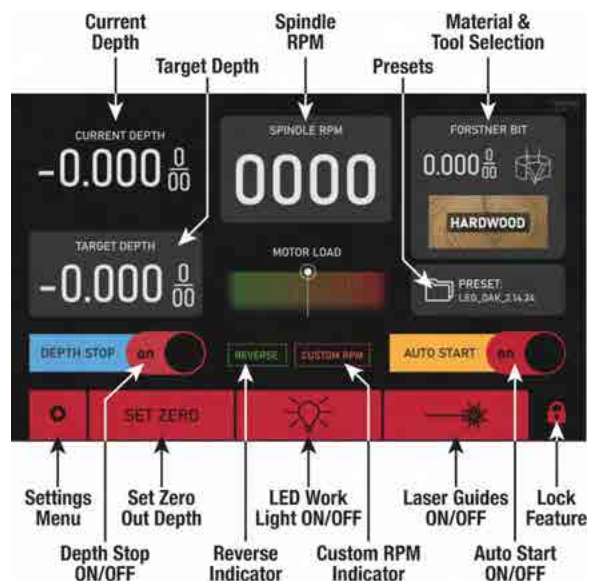 Current
Depth
Target Depth
Spindle
RPM
Presets
Material &
Tool Selection
CURRENT DEPTH
-0.000 0/00
SPINDLE RPM
0000
FORSTNER BIT
0.000 0/00
HARDWOOD
TARGET DEPTH
-0.000 0/00
MOTOR LOAD
PRESET:
LEO_OAK_2.14.24
DEPTH STOP on
REVERSE
CUSTOM RPM
AUTO START on
SET ZERO
Settings
Menu
Set Zero
Out Depth
LED Work
Light ON/OFF
Laser Guides
ON/OFF
Lock
Feature
Depth Stop
ON/OFF
Reverse
Indicator
Custom RPM
Indicator
Auto Start
ON/OFF